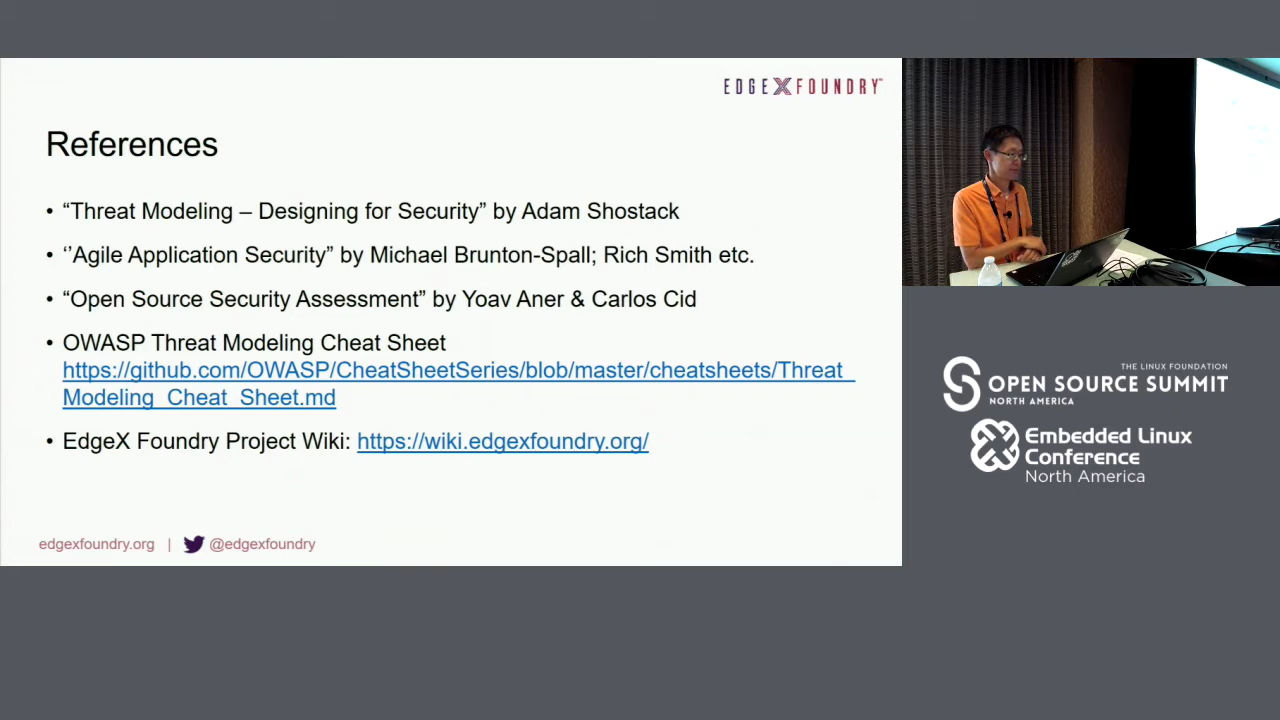 EDGEXFOUNDRY™
References
• “Threat Modeling – Designing for Security” by Adam Shostack
• ‘’Agile Application Security” by Michael Brunton-Spall; Rich Smith etc.
• “Open Source Security Assessment” by Yoav Aner & Carlos Cid
• OWASP Threat Modeling Cheat Sheet
https://github.com/OWASP/CheatSheetSeries/blob/master/cheatsheets/Threat_
Modeling_Cheat_Sheet.md
• EdgeX Foundry Project Wiki: https://wiki.edgexfoundry.org/
edgexfoundry.org | @edgexfoundry
THE LINUX FOUNDATION
OPEN SOURCE SUMMIT
NORTH AMERICA
Embedded Linux
Conference
North America